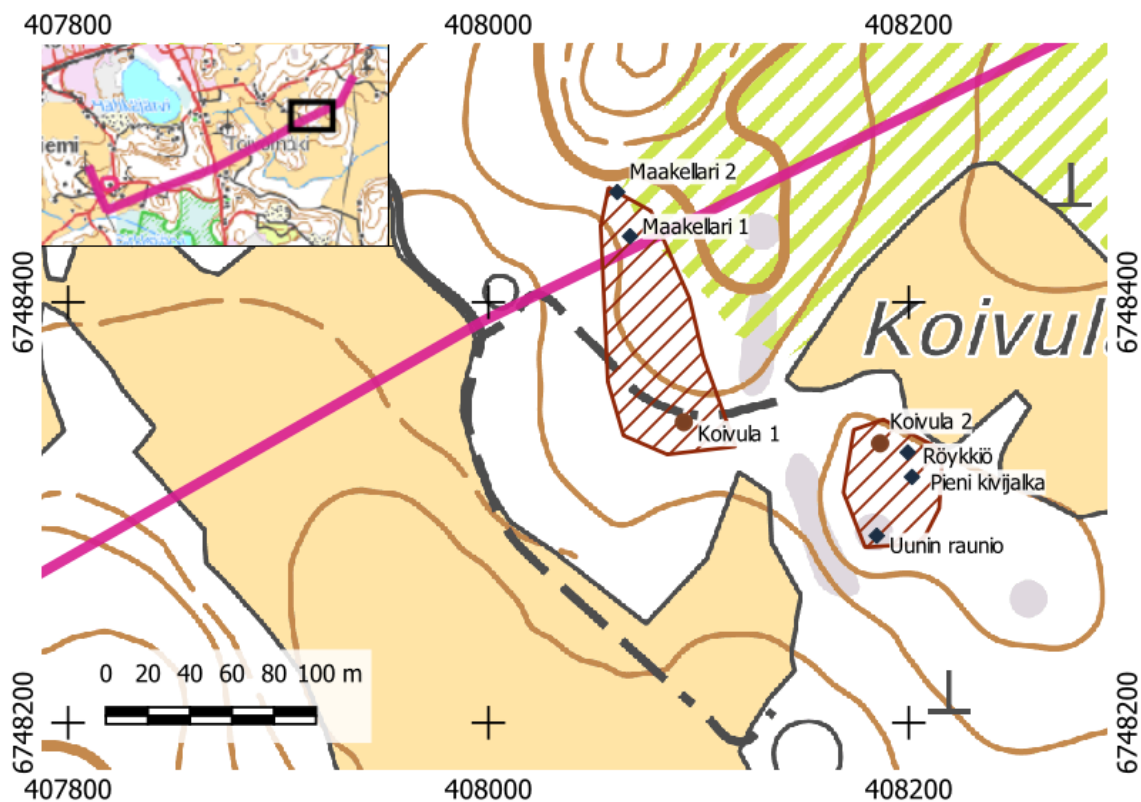 407800
408000
408200
Toivomäki
Maakellari 2
Maakellari 1
6748400
6748400
Koivul
Koivula 1
Koivula 2
Röykkiö
Pieni kivijalka
Uunin raunio
0 20 40 60 80 100 m
6748200
6748200
407800
408000
408200